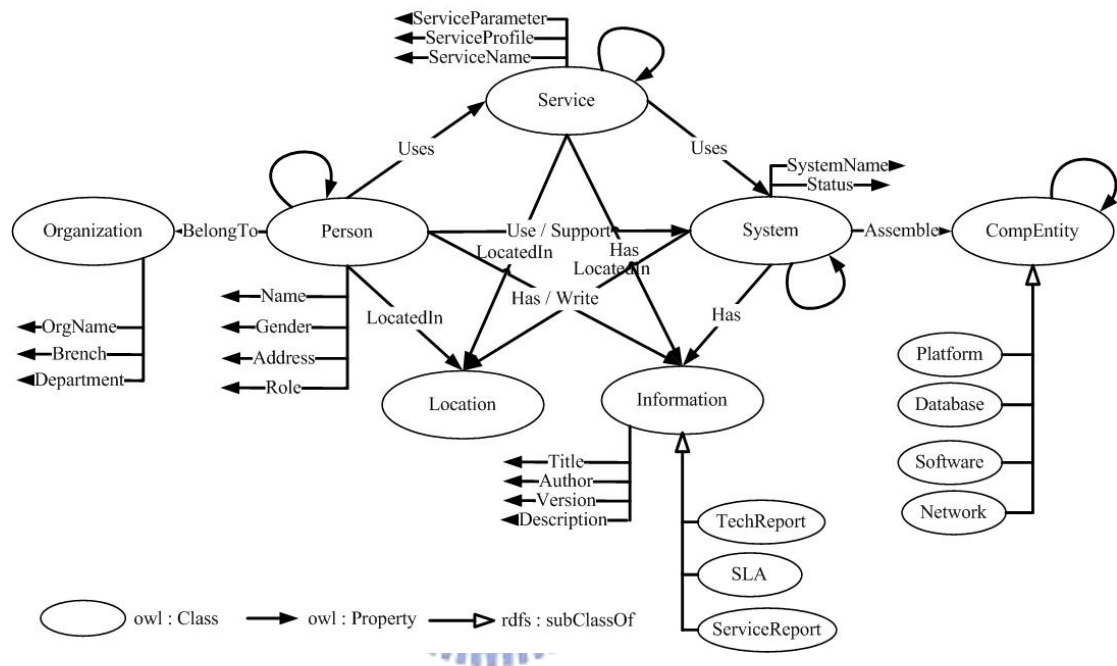 ServiceParameter
ServiceProfile
ServiceName
Service
Uses
Uses
SystemName
Status
Organization
BelongTo
Person
Use / Support
System
Assemble
CompEntity
LocatedIn
Has
LocatedIn
Name
Gender
Address
Role
LocatedIn
Has / Write
Has
OrgName
Brench
Department
Location
Information
Platform
Database
Software
Network
Title
Author
Version
Description
TechReport
SLA
ServiceReport
owl : Class
owl : Property
rdfs : subClassOf